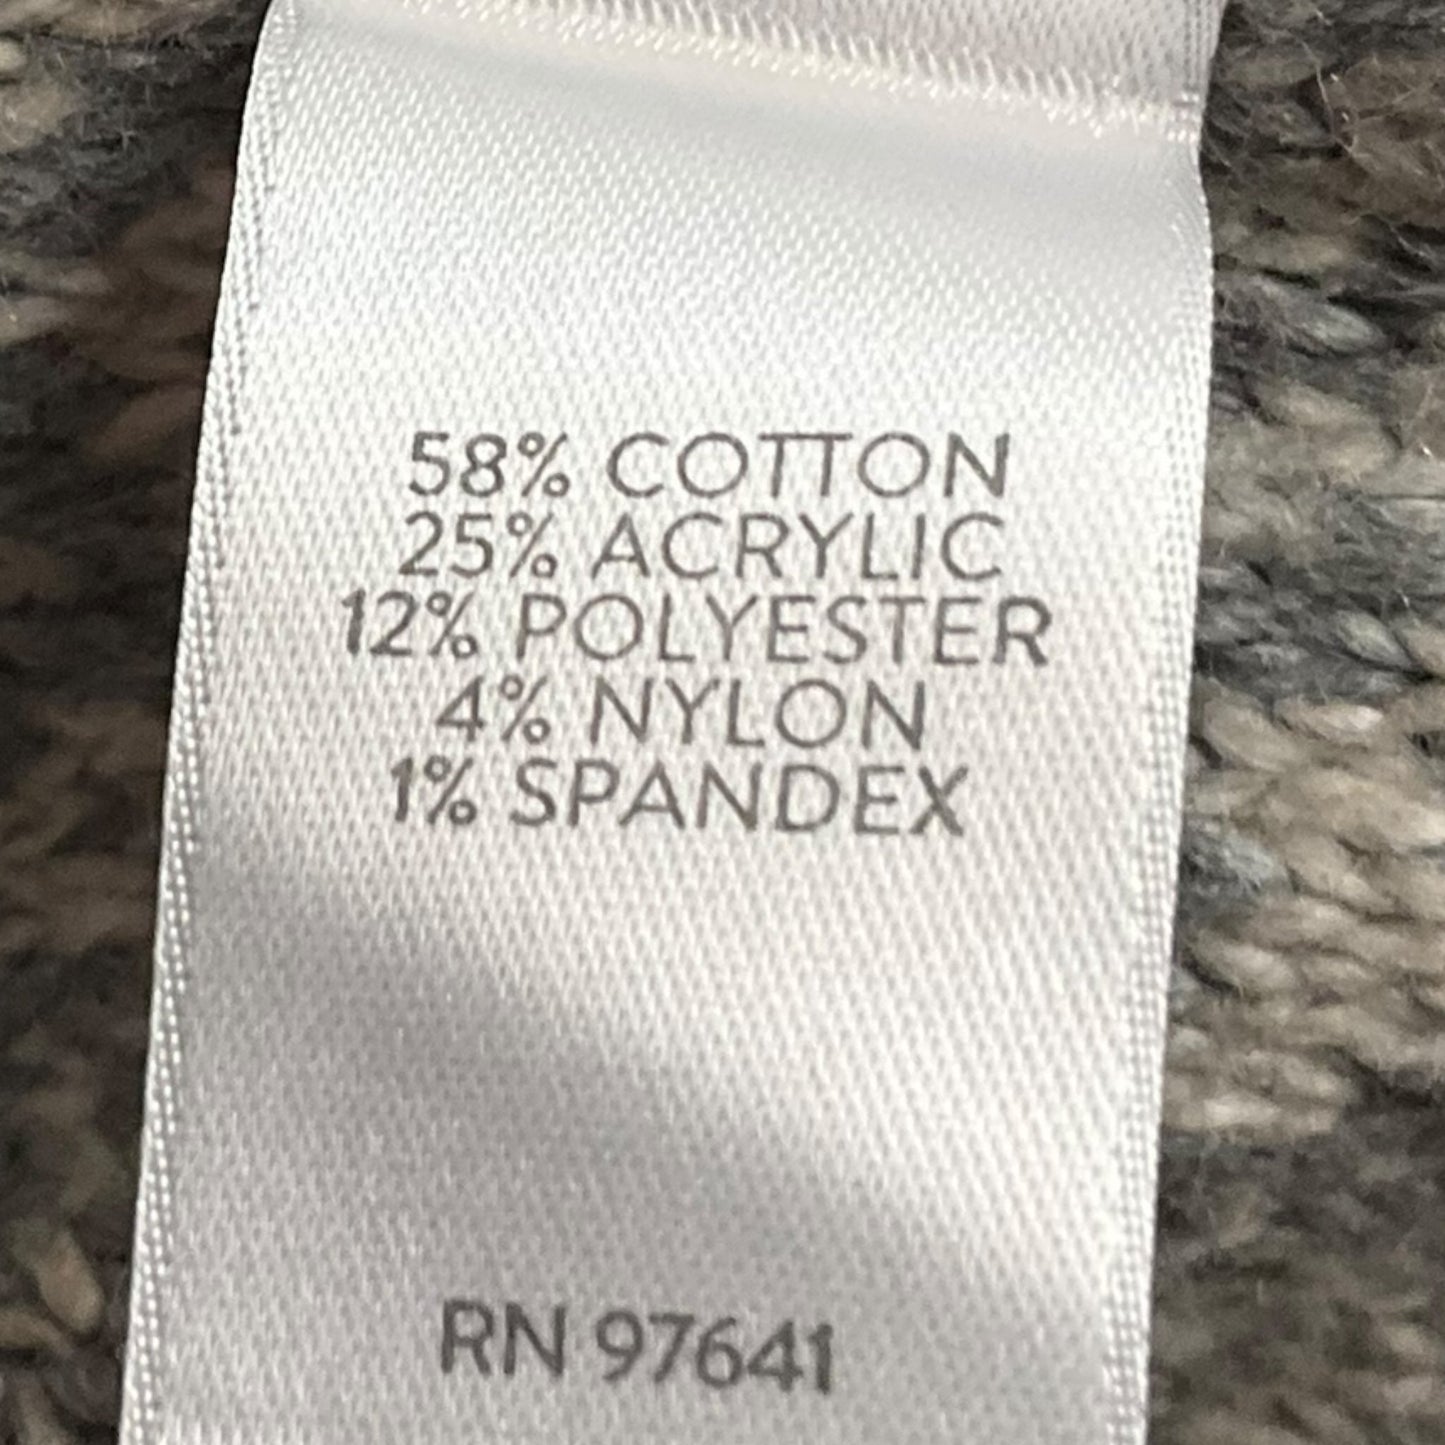 58% COTTON
25% ACRYLIC
12% POLYESTER
4% NYLON
1% SPANDEX
RN 97641